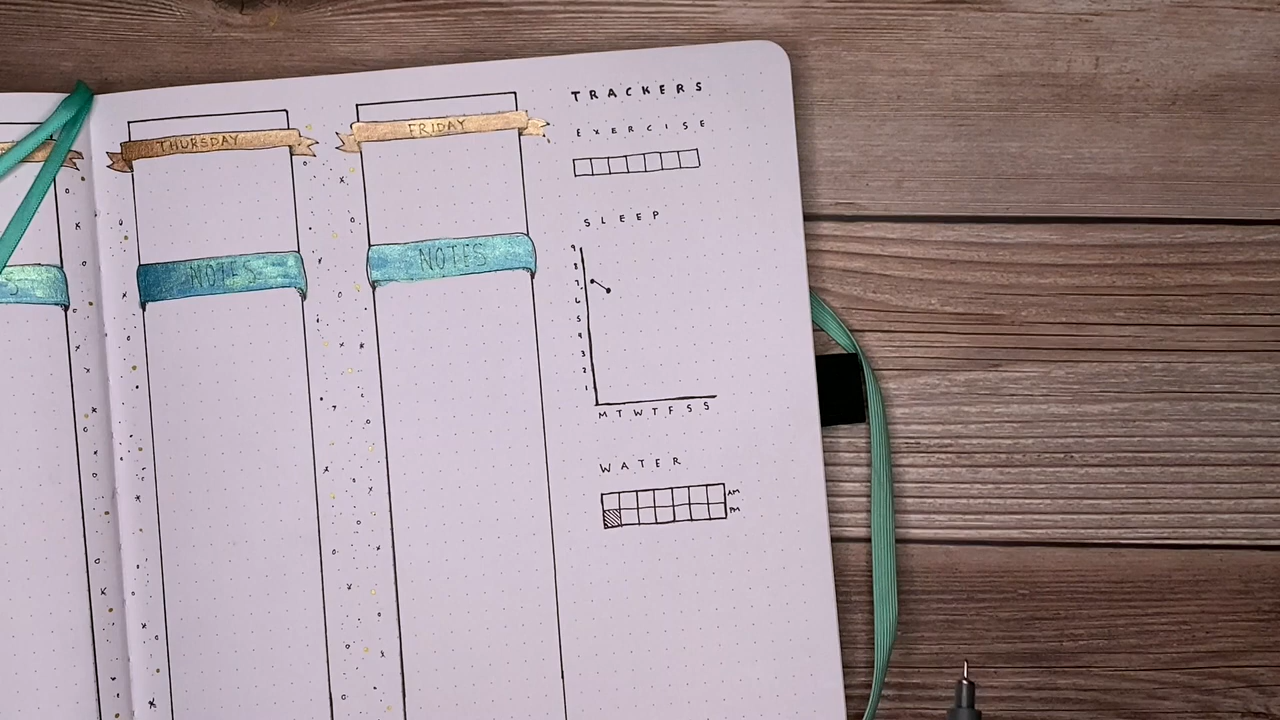 THURSDAY
NOTES
FRIDAY
NOTES
S
TRACKERS
EXERCISE
SLEEP
9
8
7
6
5
4
3
2
1
M T W T F S S
WATER
AM
PM